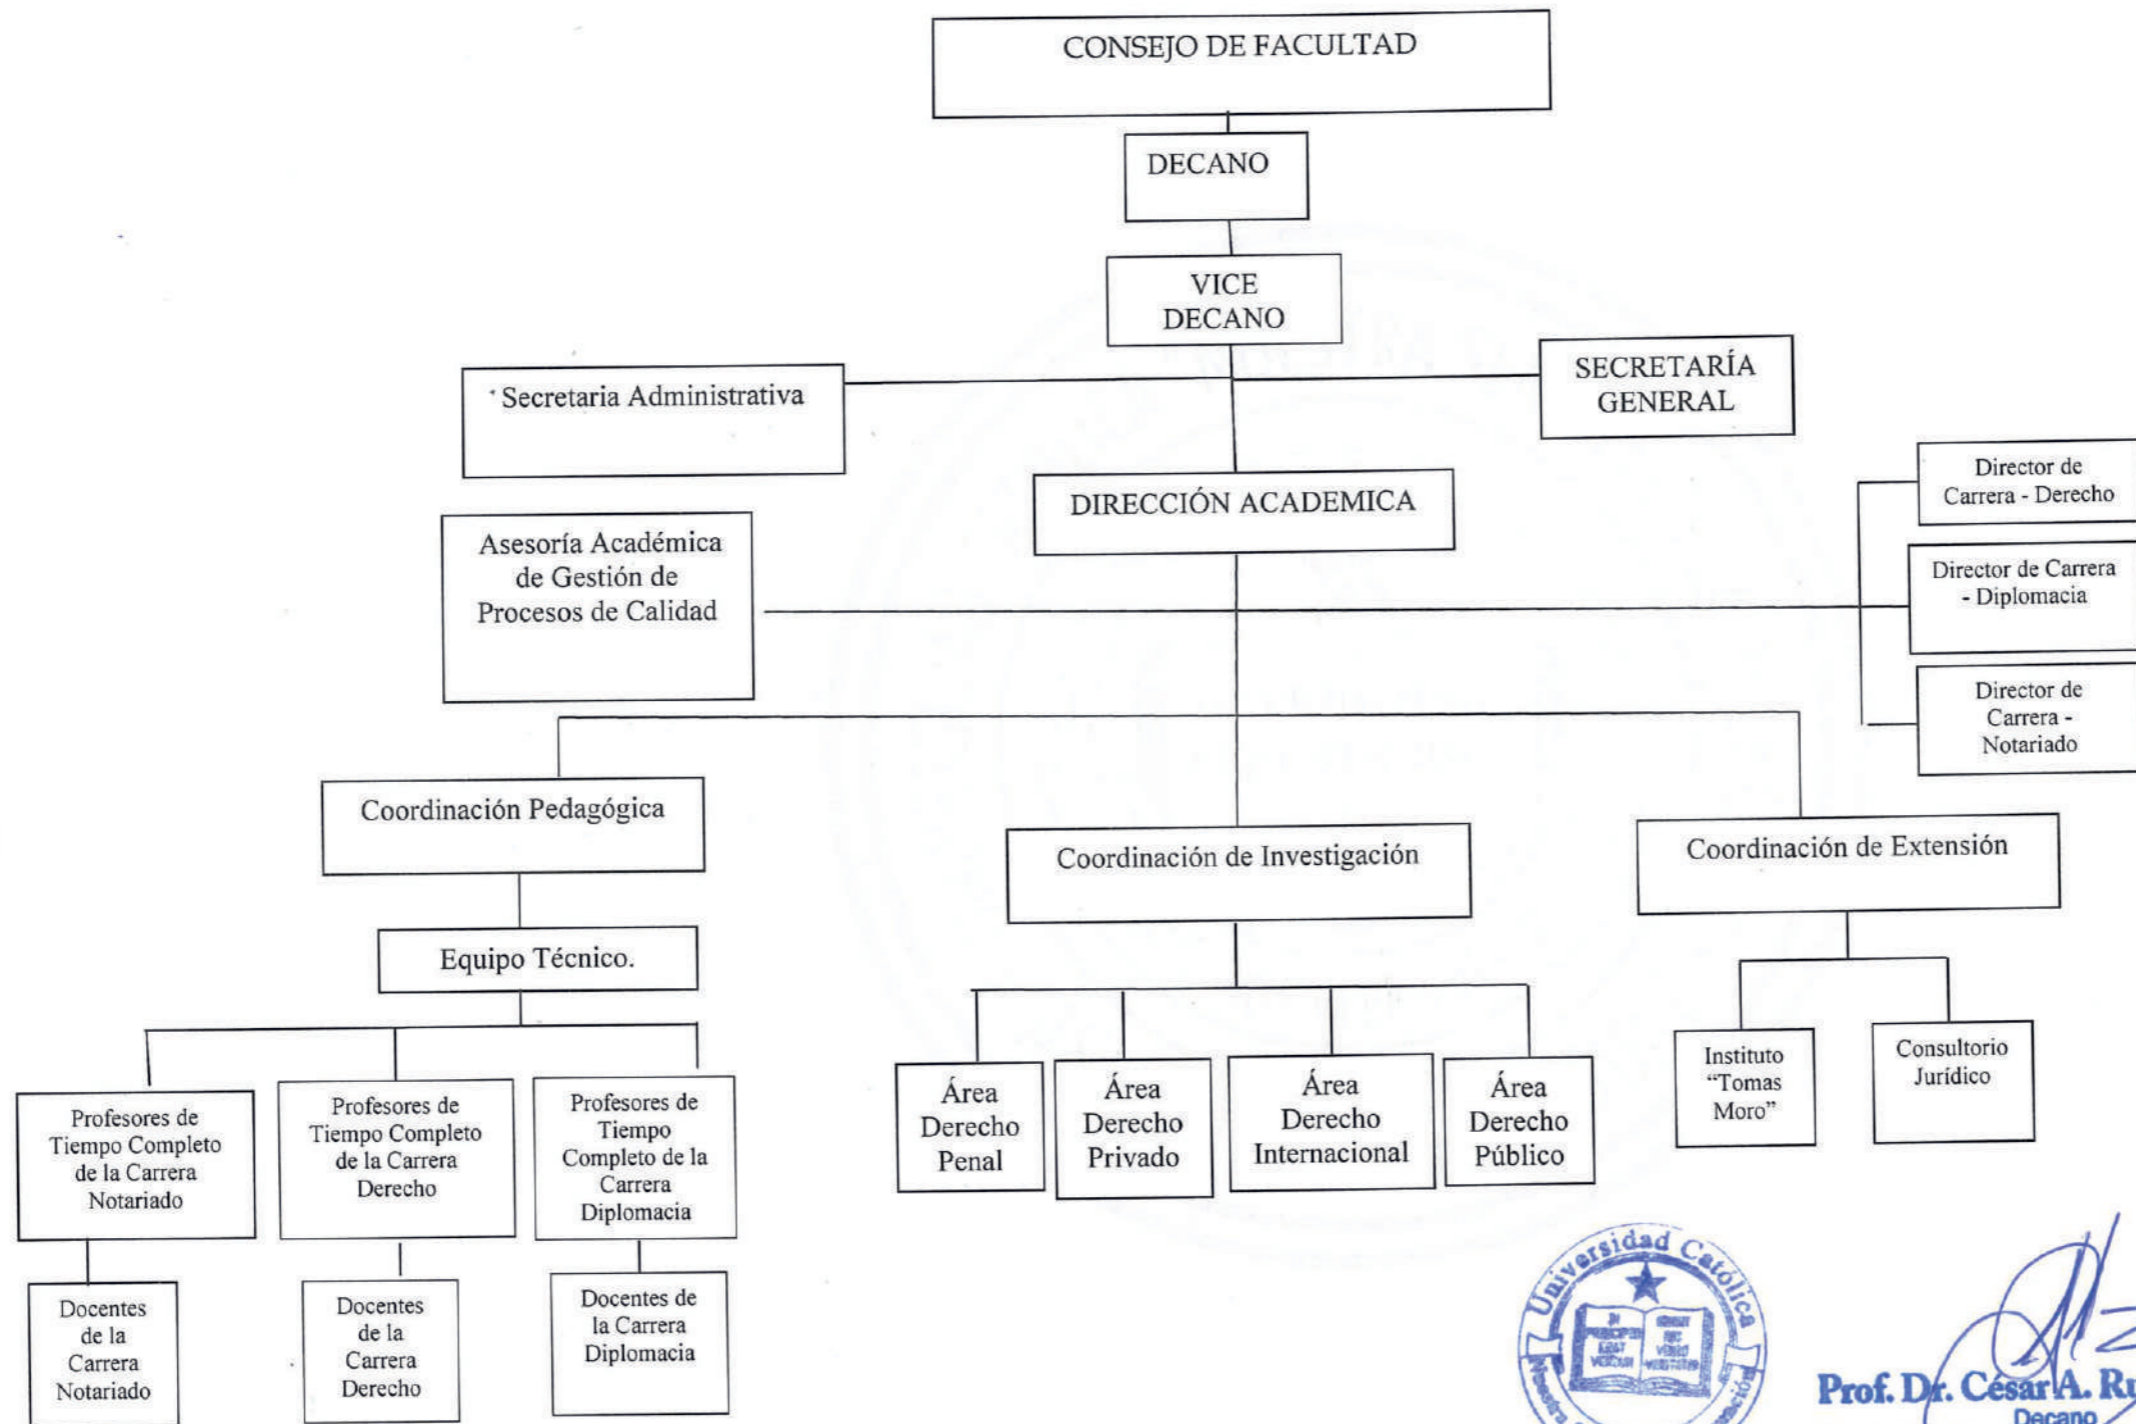 CONSEJO DE FACULTAD
DECANO
VICE
DECANO
Secretaria Administrativa
SECRETARÍA
GENERAL
DIRECCIÓN ACADEMICA
Asesoría Académica
de Gestión de
Procesos de Calidad
Director de
Carrera - Derecho
Director de Carrera
- Diplomacia
Director de
Carrera -
Notariado
Coordinación Pedagógica
Coordinación de Investigación
Coordinación de Extensión
Equipo Técnico.
Profesores de
Tiempo Completo
de la Carrera
Notariado
Profesores de
Tiempo Completo
de la Carrera
Derecho
Profesores de
Tiempo
Completo de la
Carrera
Diplomacia
Área
Derecho
Penal
Área
Derecho
Privado
Área
Derecho
Internacional
Área
Derecho
Público
Instituto
“Tomas
Moro”
Consultorio
Jurídico
Docentes
de la
Carrera
Notariado
Docentes
de la
Carrera
Derecho
Docentes de
la Carrera
Diplomacia
Universidad Católica
Prof. Dr. César A.
Decano